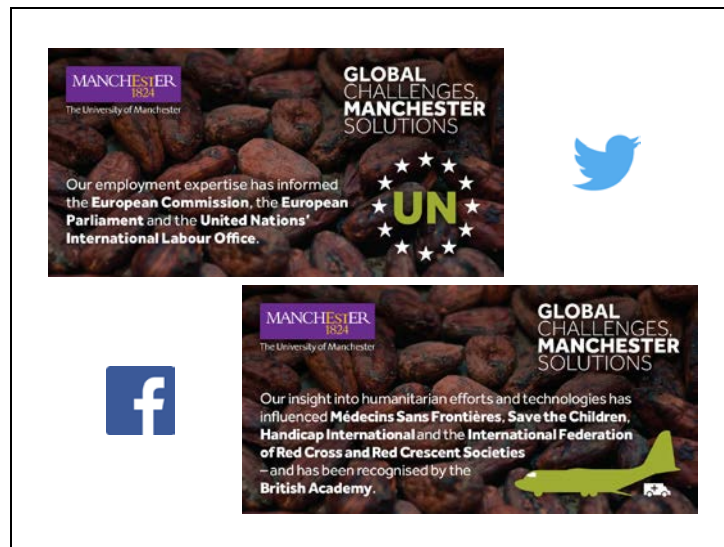 MANCHESTER
1824
The University of Manchester
GLOBAL
CHALLENGES,
MANCHESTER
SOLUTIONS
Our employment expertise has informed
the European Commission, the European
Parliament and the United Nations’
International Labour Office.
UN
MANCHESTER
1824
The University of Manchester
GLOBAL
CHALLENGES,
MANCHESTER
SOLUTIONS
Our insight into humanitarian efforts and technologies has
influenced Médecins Sans Frontières, Save the Children,
Handicap International and the International Federation
of Red Cross and Red Crescent Societies
– and has been recognised by the
British Academy.
f